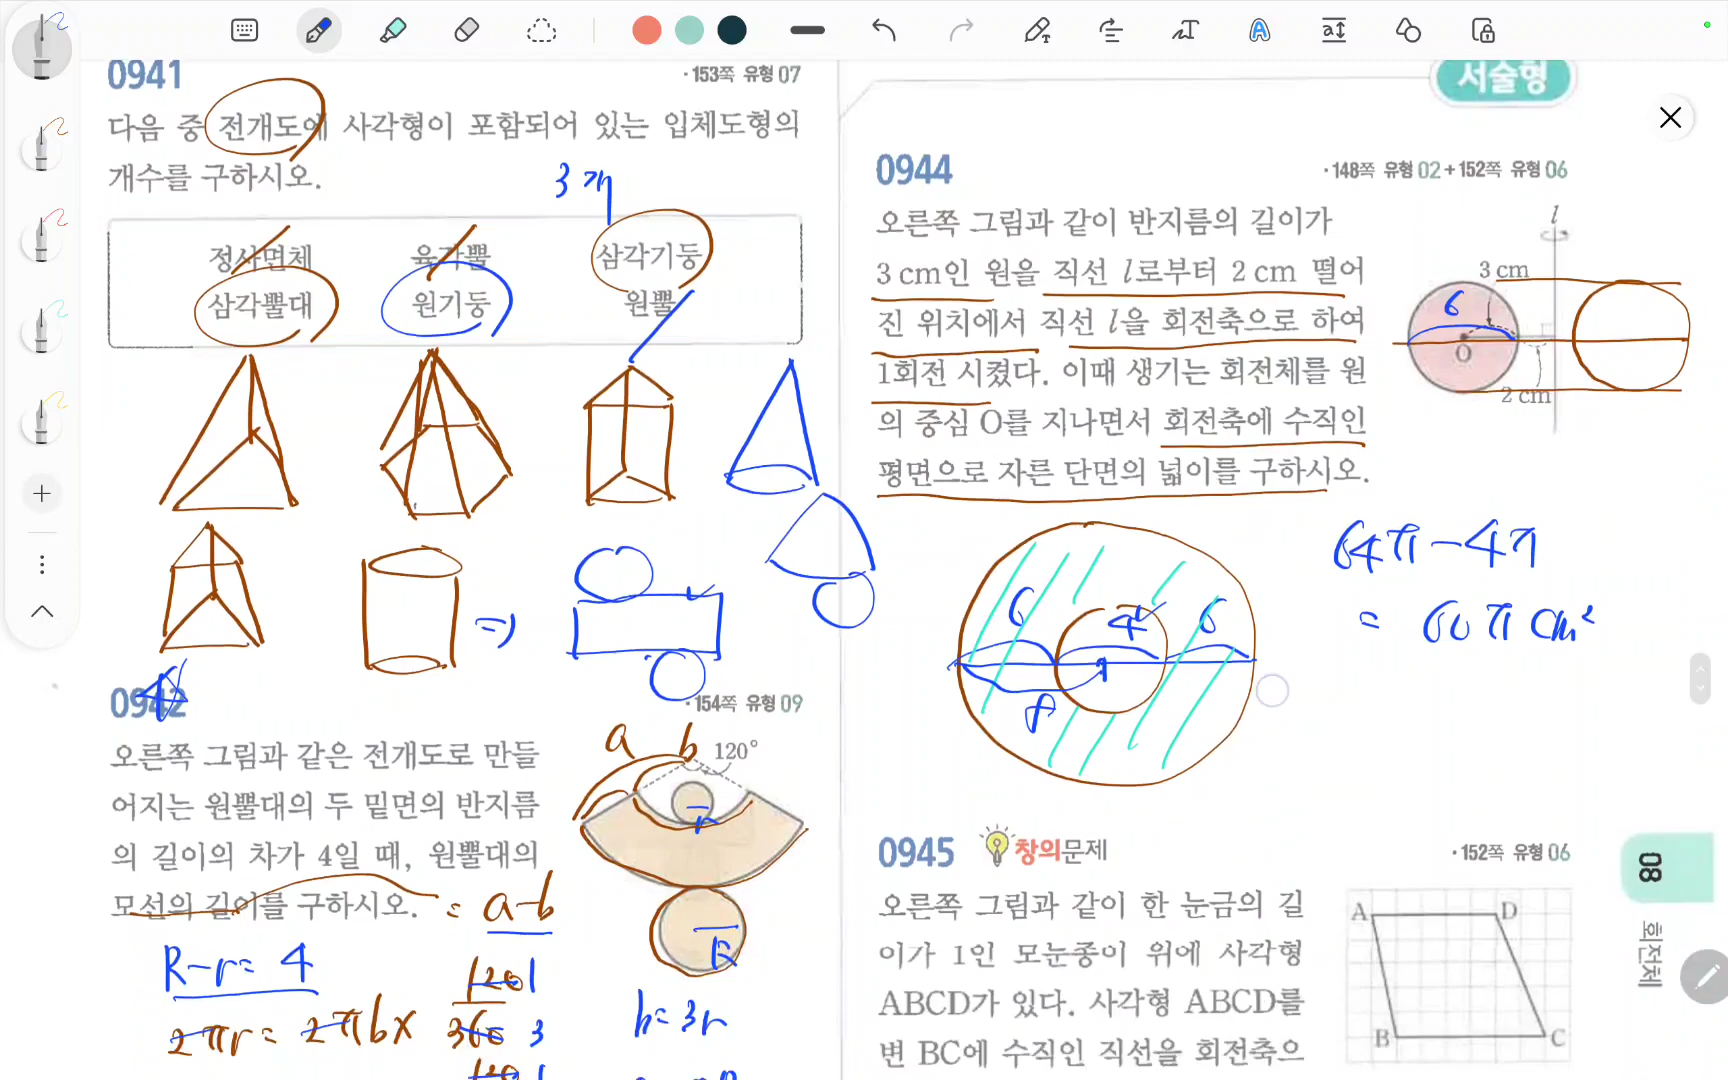 0941
·153쪽 유형 07
다음 중 전개도에 사각형이 포함되어 있는 입체도형의
개수를 구하시오.
3개
정사면체 육각뿔 삼각기둥
삼각뿔대 원기둥 원뿔
⇒
0942
·154쪽 유형 09
오른쪽 그림과 같은 전개도로 만들
어지는 원뿔대의 두 밑면의 반지름
의 길이의 차가 4일 때, 원뿔대의
모선의 길이를 구하시오.
= a-b
a b 120°
r
R
R-r= 4
2πr= 2πb×
120 1
360 3
b=3r
서술형
0944
·148쪽 유형 02+152쪽 유형 06
오른쪽 그림과 같이 반지름의 길이가
3 cm인 원을 직선 l로부터 2 cm 떨어
진 위치에서 직선 l을 회전축으로 하여
1회전 시켰다. 이때 생기는 회전체를 원
의 중심 O를 지나면서 회전축에 수직인
평면으로 자른 단면의 넓이를 구하시오.
l
3 cm
6
O
2 cm
6 4 6
8
64π-4π
= 60π cm²
0945
창의문제
·152쪽 유형 06
오른쪽 그림과 같이 한 눈금의 길
이가 1인 모눈종이 위에 사각형
ABCD가 있다. 사각형 ABCD를
변 BC에 수직인 직선을 회전축으
A D
B C
08
회전체